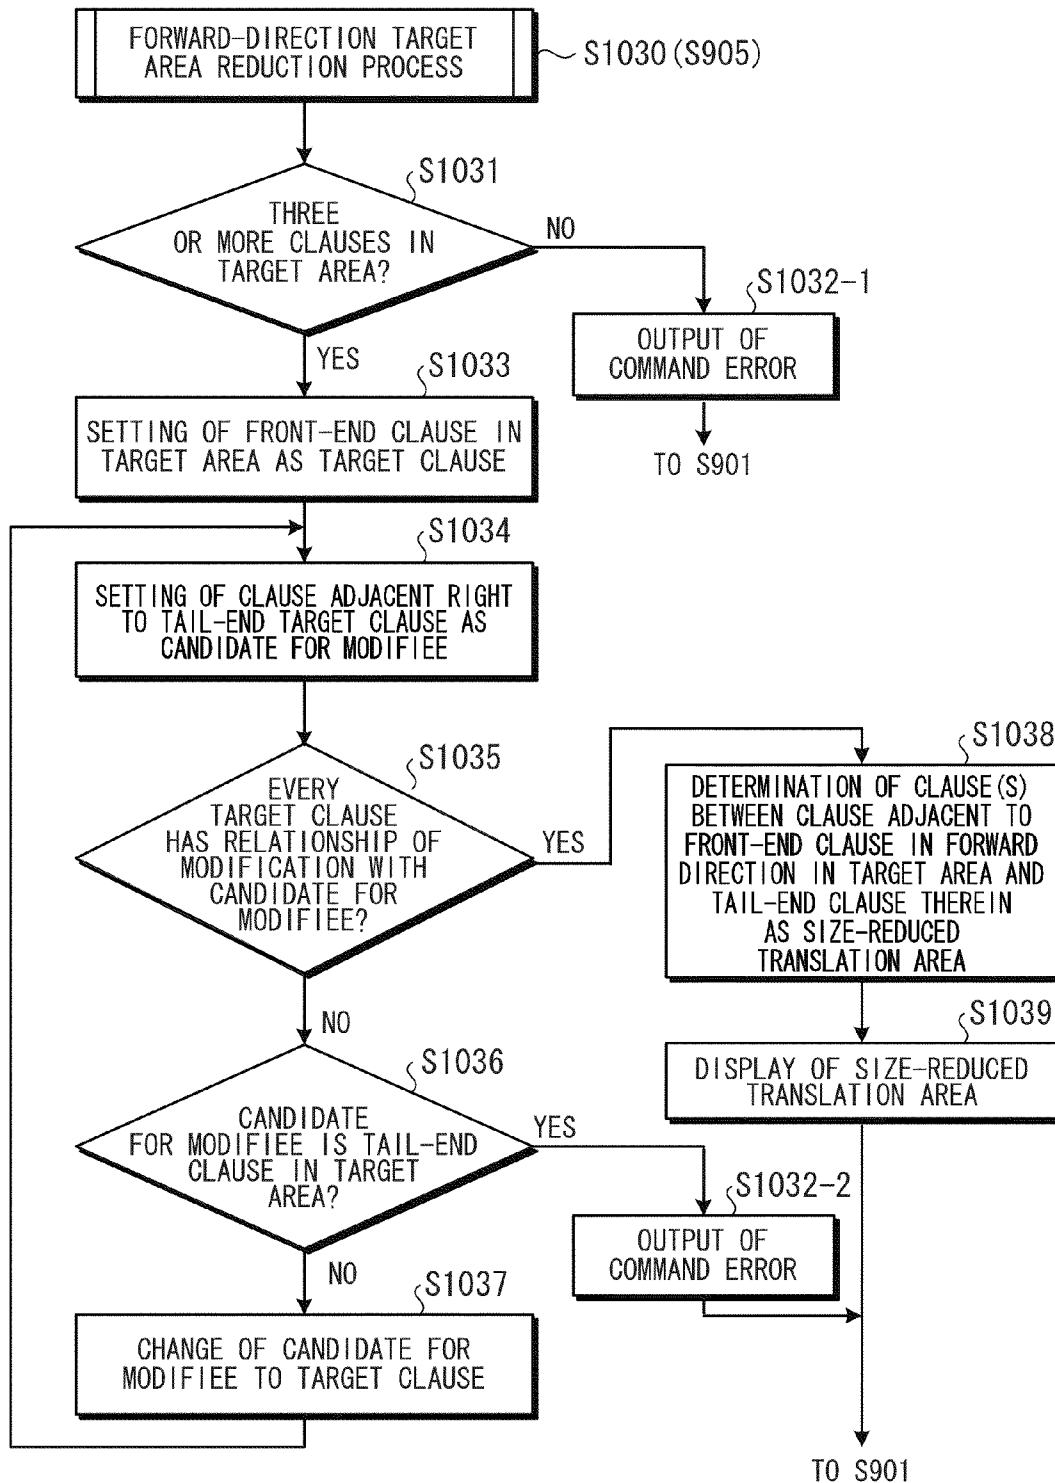 FORWARD-DIRECTION TARGET
AREA REDUCTION PROCESS
S1030(S905)
S1031
THREE
OR MORE CLAUSES IN
TARGET AREA?
NO
YES
S1032-1
OUTPUT OF
COMMAND ERROR
TO S901
S1033
SETTING OF FRONT-END CLAUSE IN
TARGET AREA AS TARGET CLAUSE
S1034
SETTING OF CLAUSE ADJACENT RIGHT
TO TAIL-END TARGET CLAUSE AS
CANDIDATE FOR MODIFIEE
S1035
EVERY
TARGET CLAUSE
HAS RELATIONSHIP OF
MODIFICATION WITH
CANDIDATE FOR
MODIFIEE?
YES
NO
S1038
DETERMINATION OF CLAUSE(S)
BETWEEN CLAUSE ADJACENT TO
FRONT-END CLAUSE IN FORWARD
DIRECTION IN TARGET AREA AND
TAIL-END CLAUSE THEREIN
AS SIZE-REDUCED
TRANSLATION AREA
S1039
DISPLAY OF SIZE-REDUCED
TRANSLATION AREA
S1036
CANDIDATE
FOR MODIFIEE IS TAIL-END
CLAUSE IN TARGET
AREA?
YES
NO
S1032-2
OUTPUT OF
COMMAND ERROR
S1037
CHANGE OF CANDIDATE FOR
MODIFIEE TO TARGET CLAUSE
TO S901